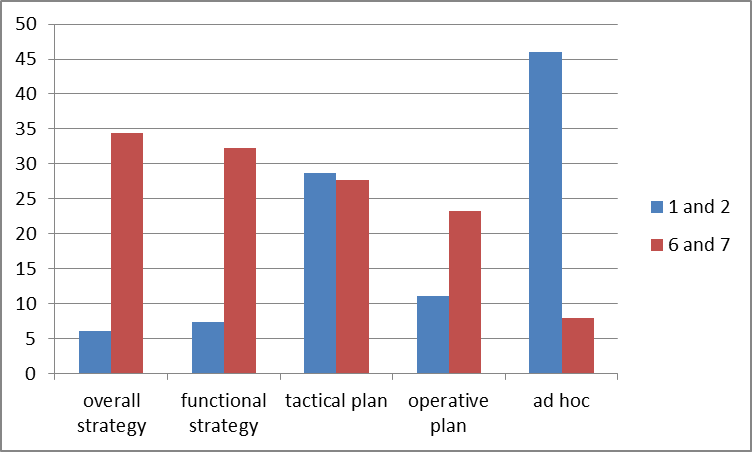 50
45
40
35
30
25
20
15
10
5
0
overall
strategy
functional
strategy
tactical plan
operative
plan
ad hoc
1 and 2
6 and 7